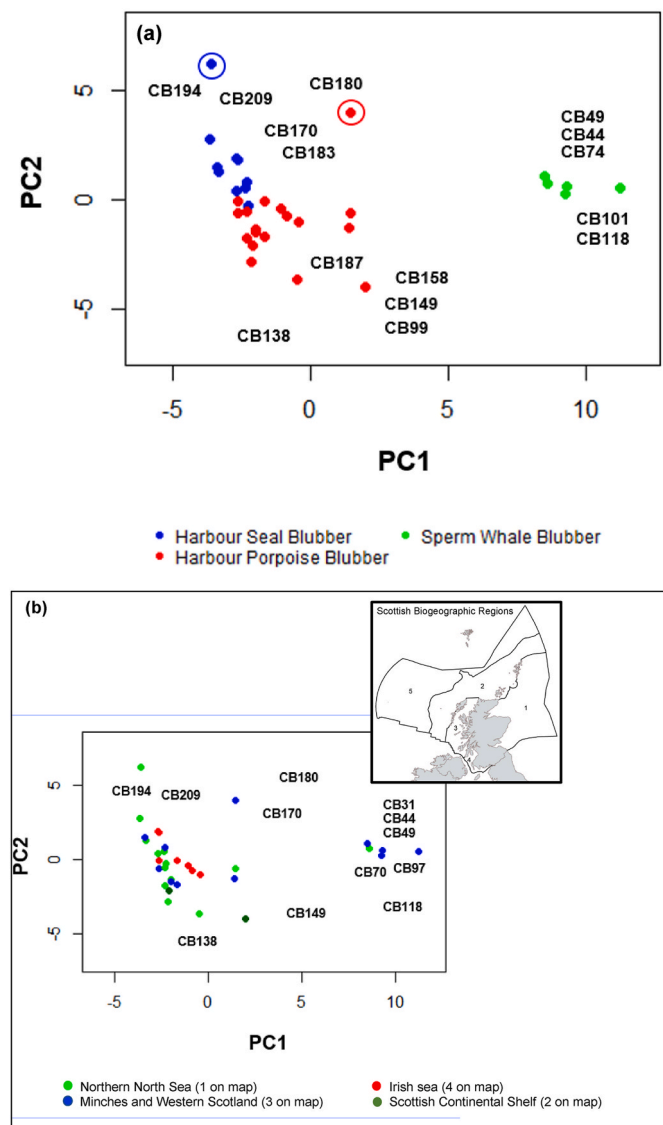 (a)
5
0
-5
PC2
CB194
CB209
CB180
CB170
CB183
CB49
CB44
CB74
CB101
CB118
CB187
CB158
CB149
CB99
CB138
-5
0
5
10
PC1
Harbour Seal Blubber
Sperm Whale Blubber
Harbour Porpoise Blubber
(b)
Scottish Biogeographic Regions
5
2
1
3
4
5
0
-5
PC2
CB194
CB209
CB180
CB170
CB31
CB44
CB49
CB70
CB97
CB118
CB149
CB138
-5
0
5
10
PC1
Northern North Sea (1 on map)
Irish sea (4 on map)
Minches and Western Scotland (3 on map)
Scottish Continental Shelf (2 on map)